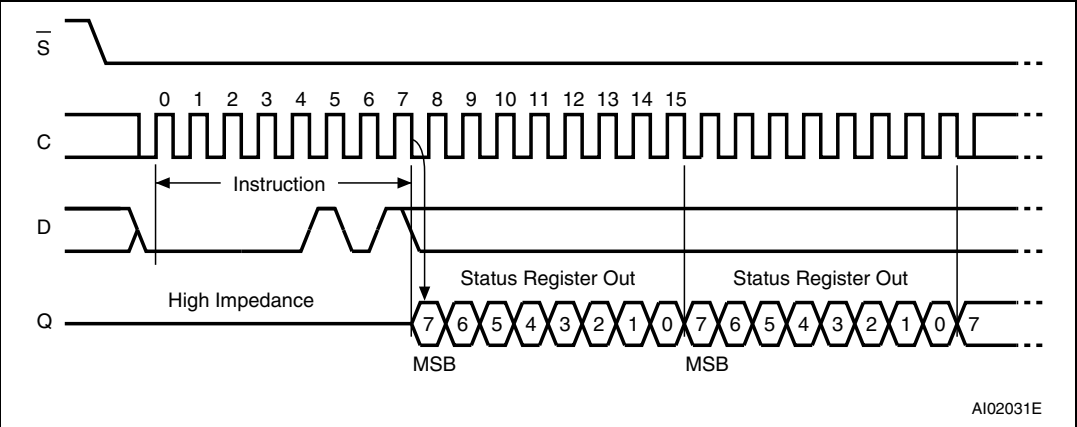 S̅
0 1 2 3 4 5 6 7 8 9 10 11 12 13 14 15
C
Instruction
D
Status Register Out Status Register Out
High Impedance
Q 7 6 5 4 3 2 1 0 7 6 5 4 3 2 1 0 7
MSB MSB
AI02031E